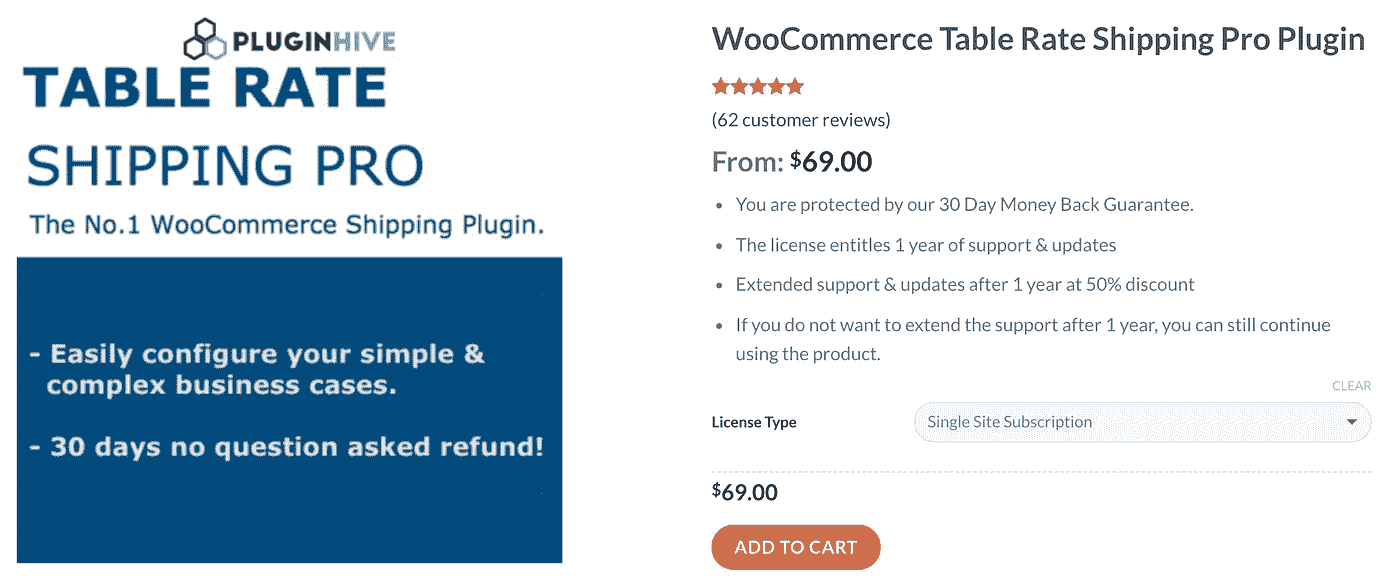 PLUGINHIVE
TABLE RATE
SHIPPING PRO
The No.1 WooCommerce Shipping Plugin.
- Easily configure your simple &
complex business cases.
- 30 days no question asked refund!
WooCommerce Table Rate Shipping Pro Plugin
(62 customer reviews)
From: $69.00
• You are protected by our 30 Day Money Back Guarantee.
• The license entitles 1 year of support & updates
• Extended support & updates after 1 year at 50% discount
• If you do not want to extend the support after 1 year, you can still continue
using the product.
CLEAR
License Type
Single Site Subscription
$69.00
ADD TO CART